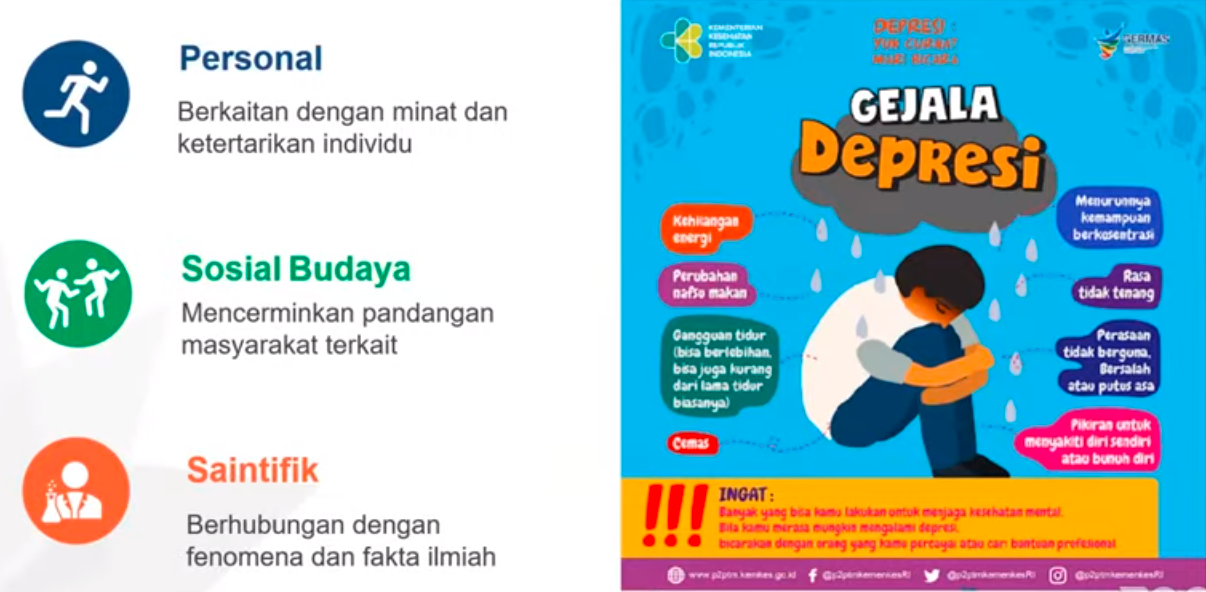 Personal
Berkaitan dengan minat dan
ketertarikan individu
Sosial Budaya
Mencerminkan pandangan
masyarakat terkait
Saintifik
Berhubungan dengan
fenomena dan fakta ilmiah
KEMENTERIAN
KESEHATAN
REPUBLIK
INDONESIA
DEPRESI :
YUK CURHAT
MARI BICARA
GERMAS
GEJALA
Depresi
Kehilangan
energi
Perubahan
nafsu makan
Gangguan tidur
(bisa berlebihan,
bisa juga kurang
dari lama tidur
biasanya)
Cemas
Menurunnya
kemampuan
berkosentrasi
Rasa
tidak tenang
Perasaan
tidak berguna,
Bersalah
atau putus asa
Pikiran untuk
menyakiti diri sendiri
atau bunuh diri
!!!
INGAT :
Banyak yang bisa kamu lakukan untuk menjaga kesehatan mental.
Bila kamu merasa mungkin mengalami depresi,
bicarakan dengan orang yang kamu percayai atau cari bantuan profesional
www.p2ptm.kemkes.go.id @p2ptmkemenkesRI @p2ptmkemenkesRI @p2ptmkemenkesRI